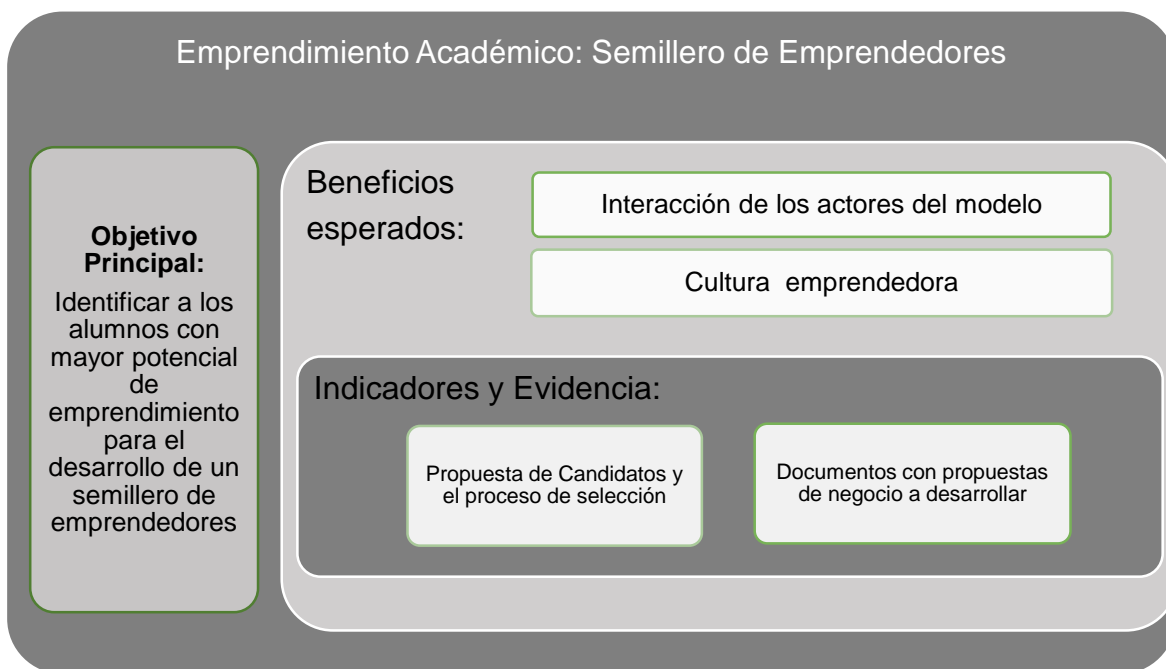 Emprendimiento Académico: Semillero de Emprendedores
Objetivo
Principal:
Identificar a los
alumnos con
mayor potencial
de
emprendimiento
para el
desarrollo de un
semillero de
emprendedores
Beneficios
esperados:
Interacción de los actores del modelo
Cultura emprendedora
Indicadores y Evidencia:
Propuesta de Candidatos y
el proceso de selección
Documentos con propuestas
de negocio a desarrollar